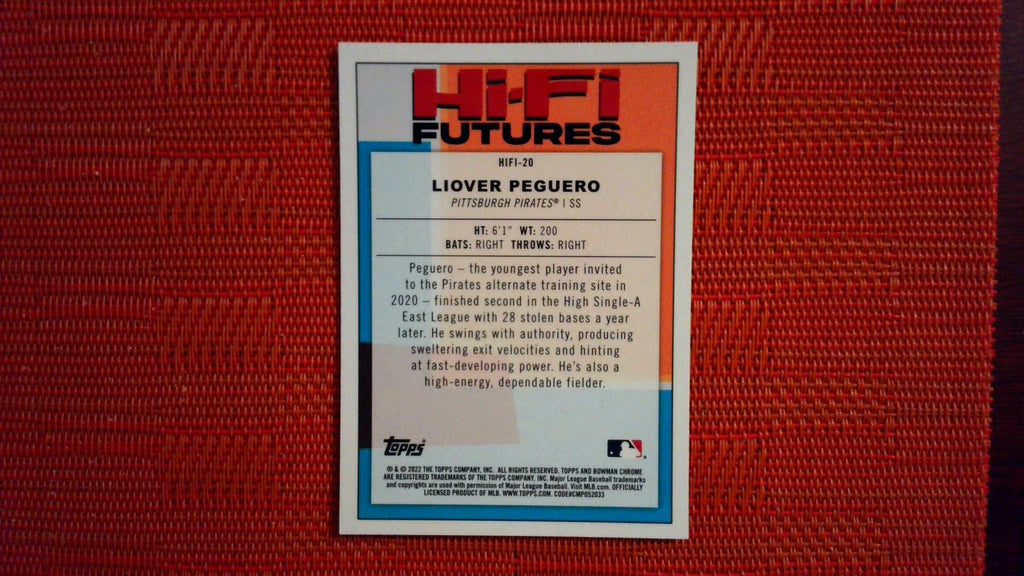 Hi-Fi
FUTURES
HIFI-20
LIOVER PEGUERO
PITTSBURGH PIRATES® | SS
HT: 6'1" WT: 200
BATS: RIGHT THROWS: RIGHT
Peguero – the youngest player invited
to the Pirates alternate training site in
2020 – finished second in the High Single-A
East League with 28 stolen bases a year
later. He swings with authority, producing
sweltering exit velocities and hinting
at fast-developing power. He's also a
high-energy, dependable fielder.
topps®
® & © 2022 THE TOPPS COMPANY, INC. ALL RIGHTS RESERVED. TOPPS AND BOWMAN CHROME
ARE REGISTERED TRADEMARKS OF THE TOPPS COMPANY, INC. Major League Baseball trademarks
and copyrights are used with permission of Major League Baseball. Visit MLB.com. OFFICIALLY
LICENSED PRODUCT OF MLB. WWW.TOPPS.COM. CODE#CMP052033